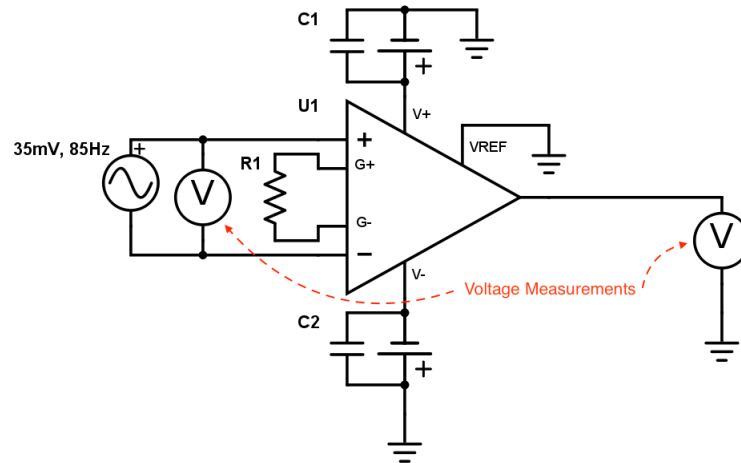 C1
+
U1
V+
35mV, 85Hz
+
+
VREF
R1
G+
V
V
G-
−
V-
Voltage Measurements
C2
+